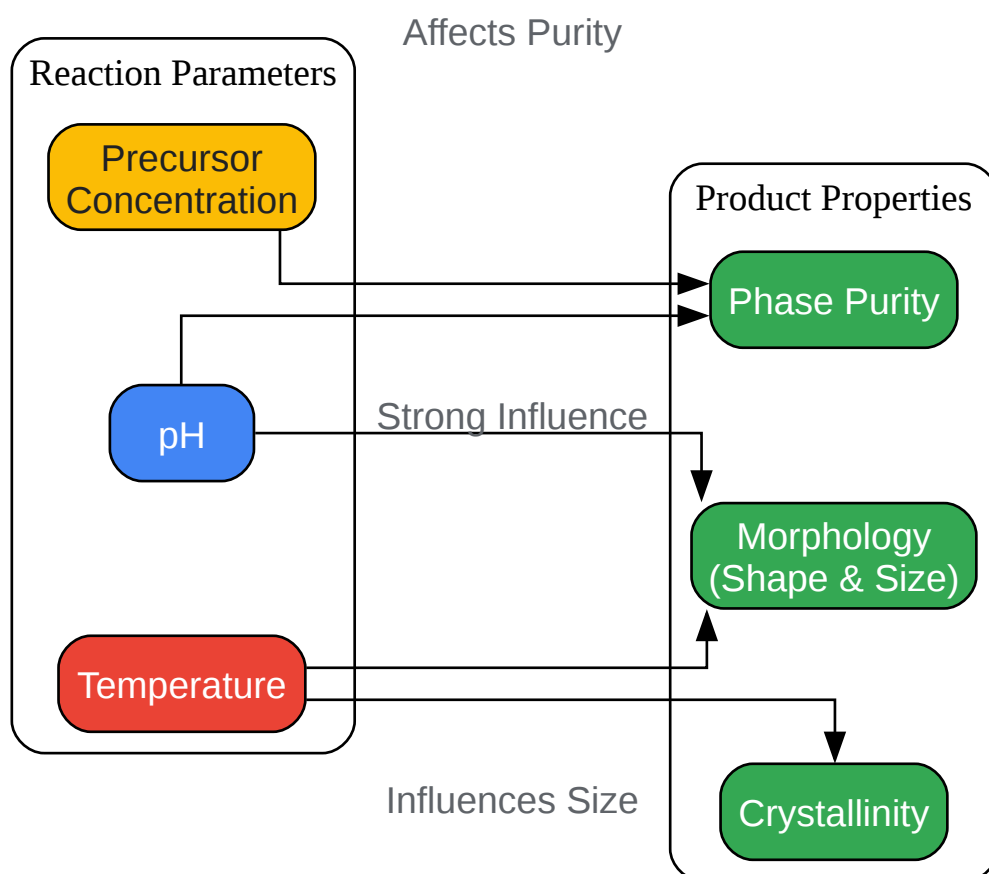 Affects Purity
Reaction Parameters
Precursor
Concentration
Product Properties
Phase Purity
pH
Strong Influence
Morphology
(Shape & Size)
Temperature
Influences Size
Crystallinity